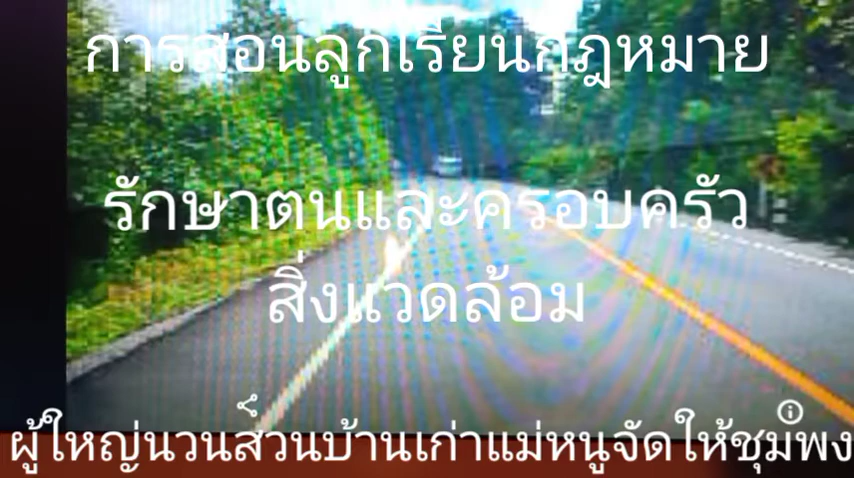 การสอนลูกเรียนกฎหมาย
รักษาตนและครอบครัว
สิ่งแวดล้อม
ผู้ใหญ่นวนส่วนบ้านเก่าแม่หนูจัดให้ชุมพง